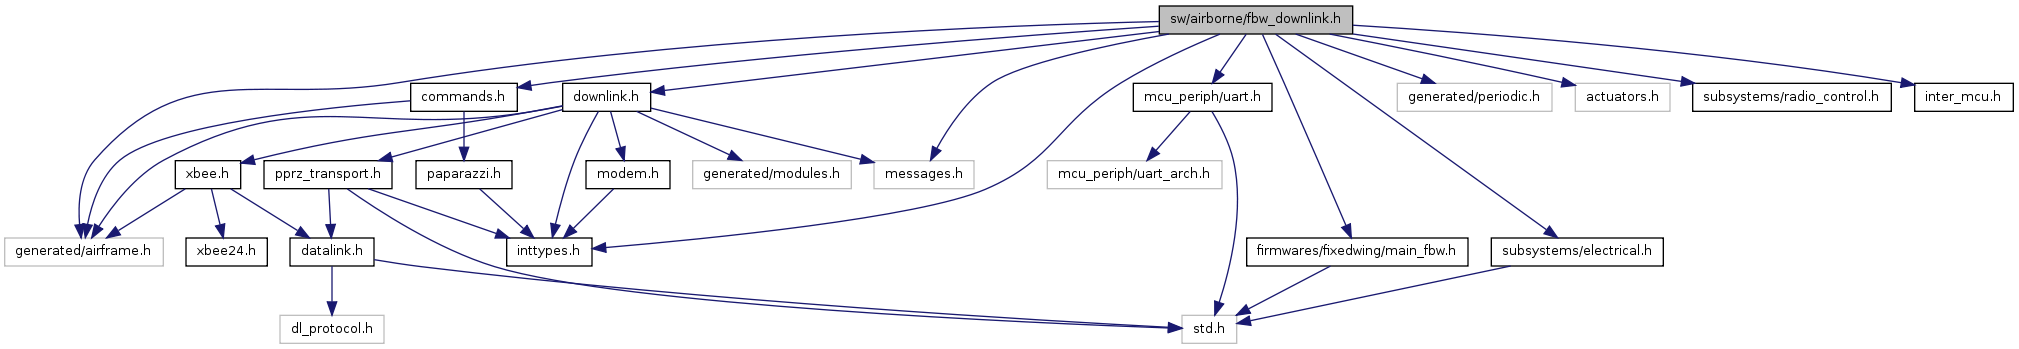 sw/airborne/fbw_downlink.h
commands.h
downlink.h
mcu_periph/uart.h
generated/periodic.h
actuators.h
subsystems/radio_control.h
inter_mcu.h
xbee.h
pprz_transport.h
paparazzi.h
modem.h
generated/modules.h
messages.h
mcu_periph/uart_arch.h
generated/airframe.h
xbee24.h
datalink.h
inttypes.h
firmwares/fixedwing/main_fbw.h
subsystems/electrical.h
dl_protocol.h
std.h